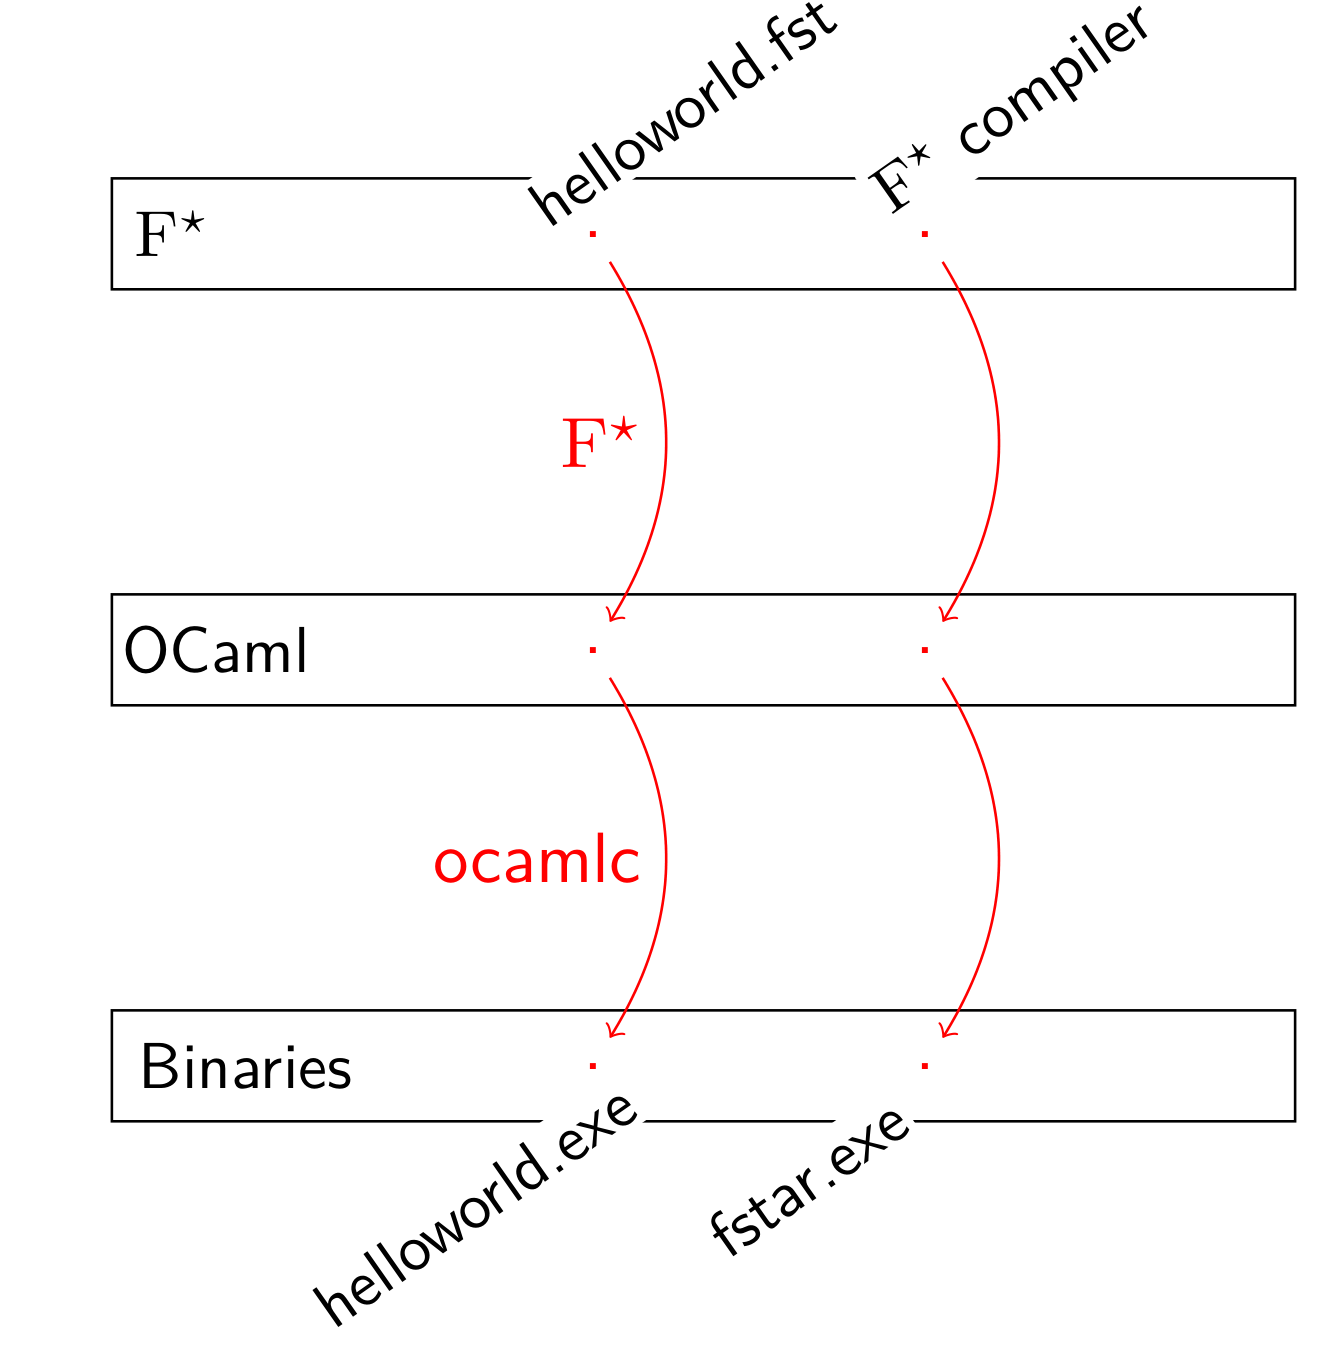 helloworld.fst
F⋆ compiler
F⋆
F⋆
OCaml
ocamlc
Binaries
helloworld.exe
fstar.exe